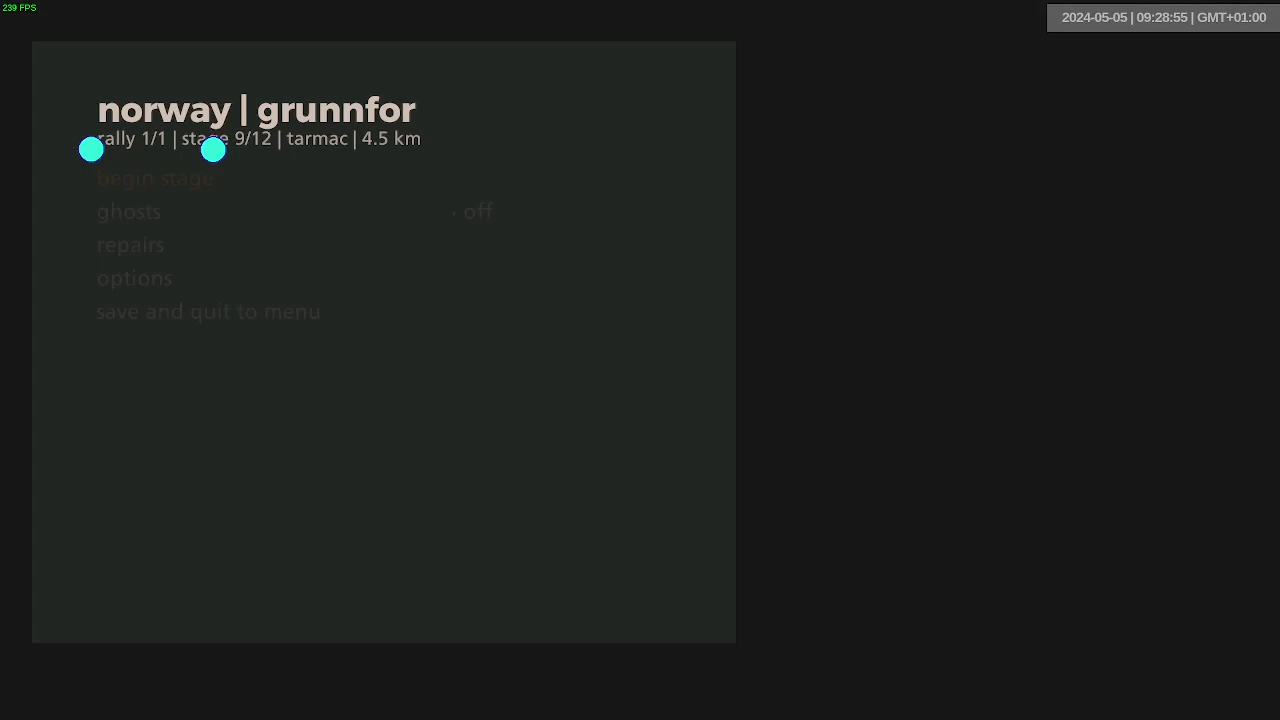 239 FPS
2024-05-05 | 09:28:55 | GMT+01:00
norway | grunnfor
rally 1/1 | stage 9/12 | tarmac | 4.5 km
begin stage
ghosts · off
repairs
options
save and quit to menu